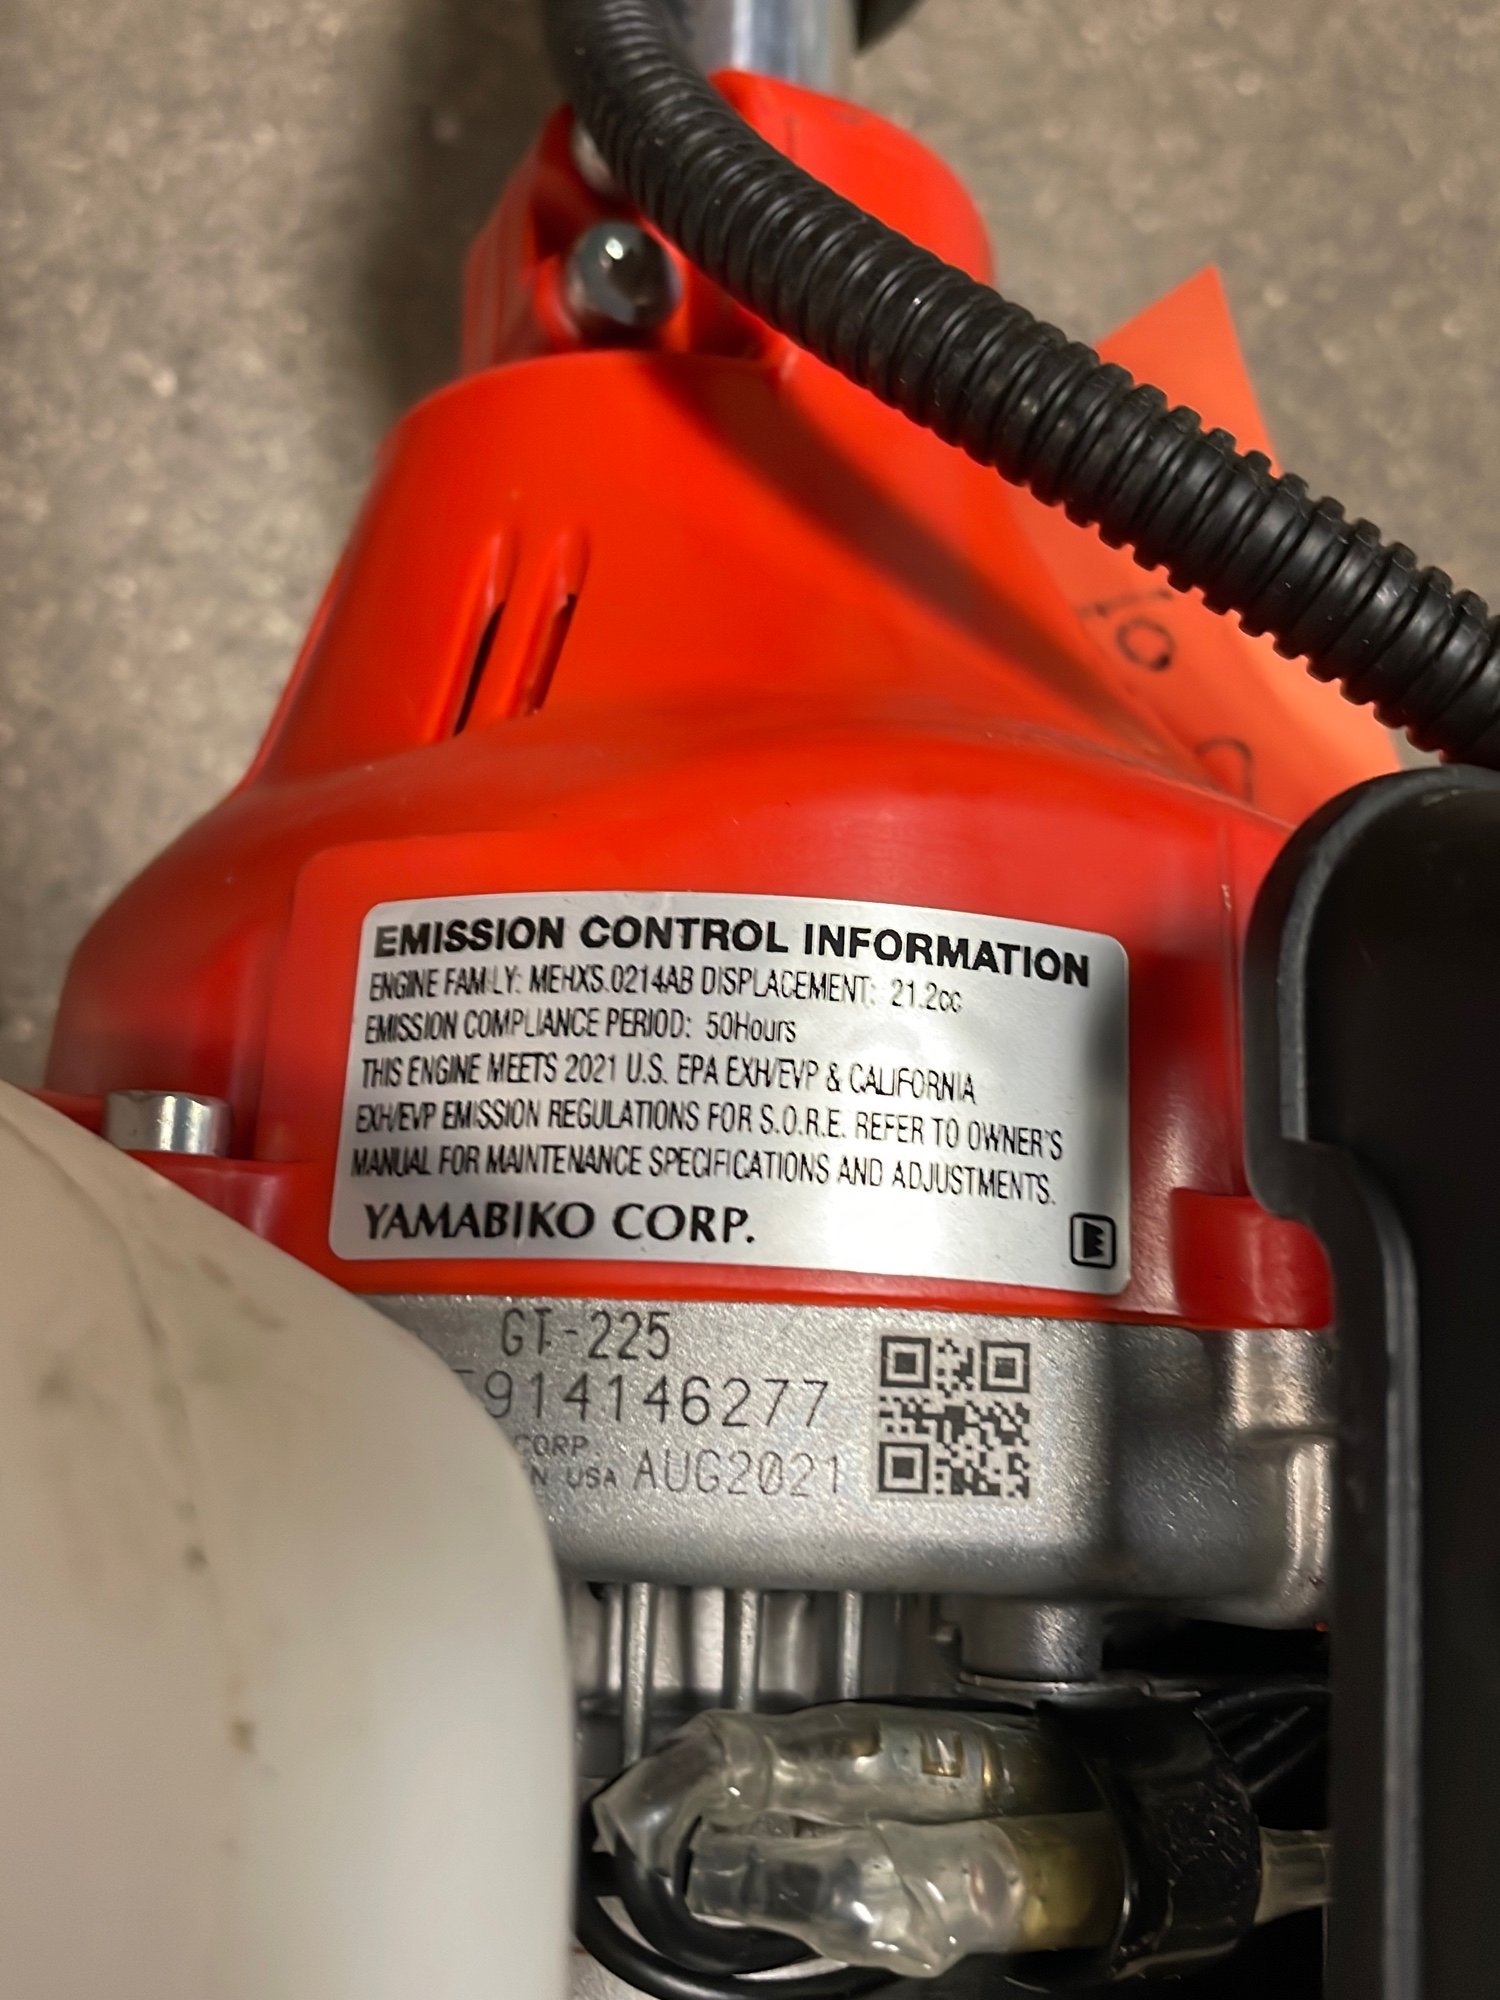 EMISSION CONTROL INFORMATION
ENGINE FAMILY: MEHXS.0214AB DISPLACEMENT: 21.2cc
EMISSION COMPLIANCE PERIOD: 50Hours
THIS ENGINE MEETS 2021 U.S. EPA EXH/EVP & CALIFORNIA
EXH/EVP EMISSION REGULATIONS FOR S.O.R.E. REFER TO OWNER'S
MANUAL FOR MAINTENANCE SPECIFICATIONS AND ADJUSTMENTS.
YAMABIKO CORP.
GT-225
914146277
CORP.
USA AUG2021